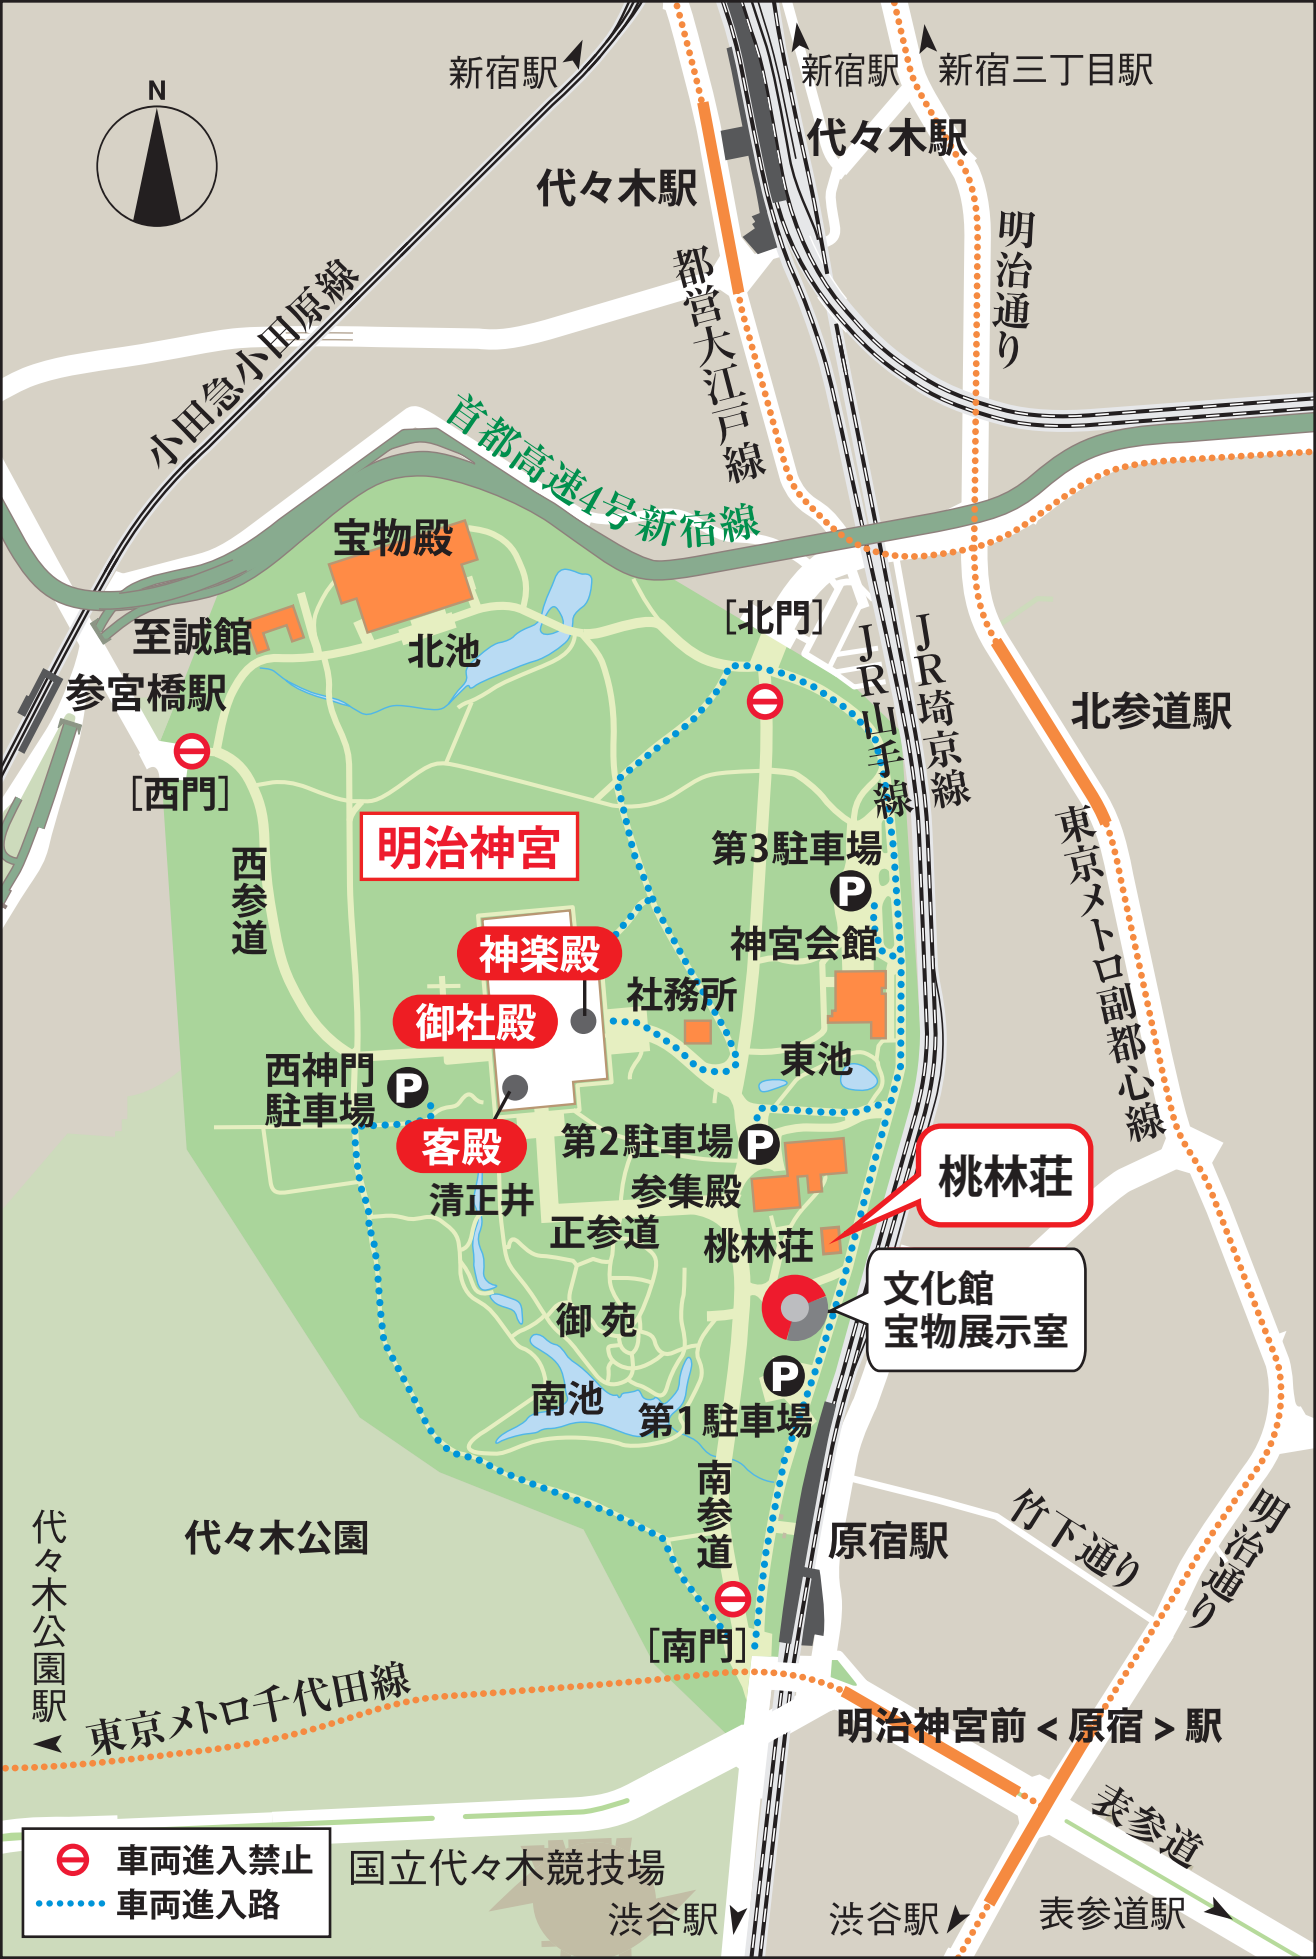 新宿駅
新宿駅
新宿三丁目駅
N
代々木駅
代々木駅
明治通り
都営大江戸線
小田急小田原線
首都高速4号新宿線
宝物殿
[北門]
至誠館
北池
参宮橋駅
JR山手線
JR埼京線
北参道駅
[西門]
明治神宮
第3駐車場
P
東京メトロ副都心線
西参道
神楽殿
神宮会館
社務所
御社殿
東池
西神門
駐車場
P
客殿
第2駐車場
P
桃林荘
清正井
参集殿
正参道
桃林荘
文化館
宝物展示室
御苑
P
南池
第1駐車場
南参道
竹下通り
明治通り
代々木公園
代々木公園駅
原宿駅
[南門]
東京メトロ千代田線
明治神宮前<原宿>駅
表参道
車両進入禁止
車両進入路
国立代々木競技場
渋谷駅
渋谷駅
表参道駅